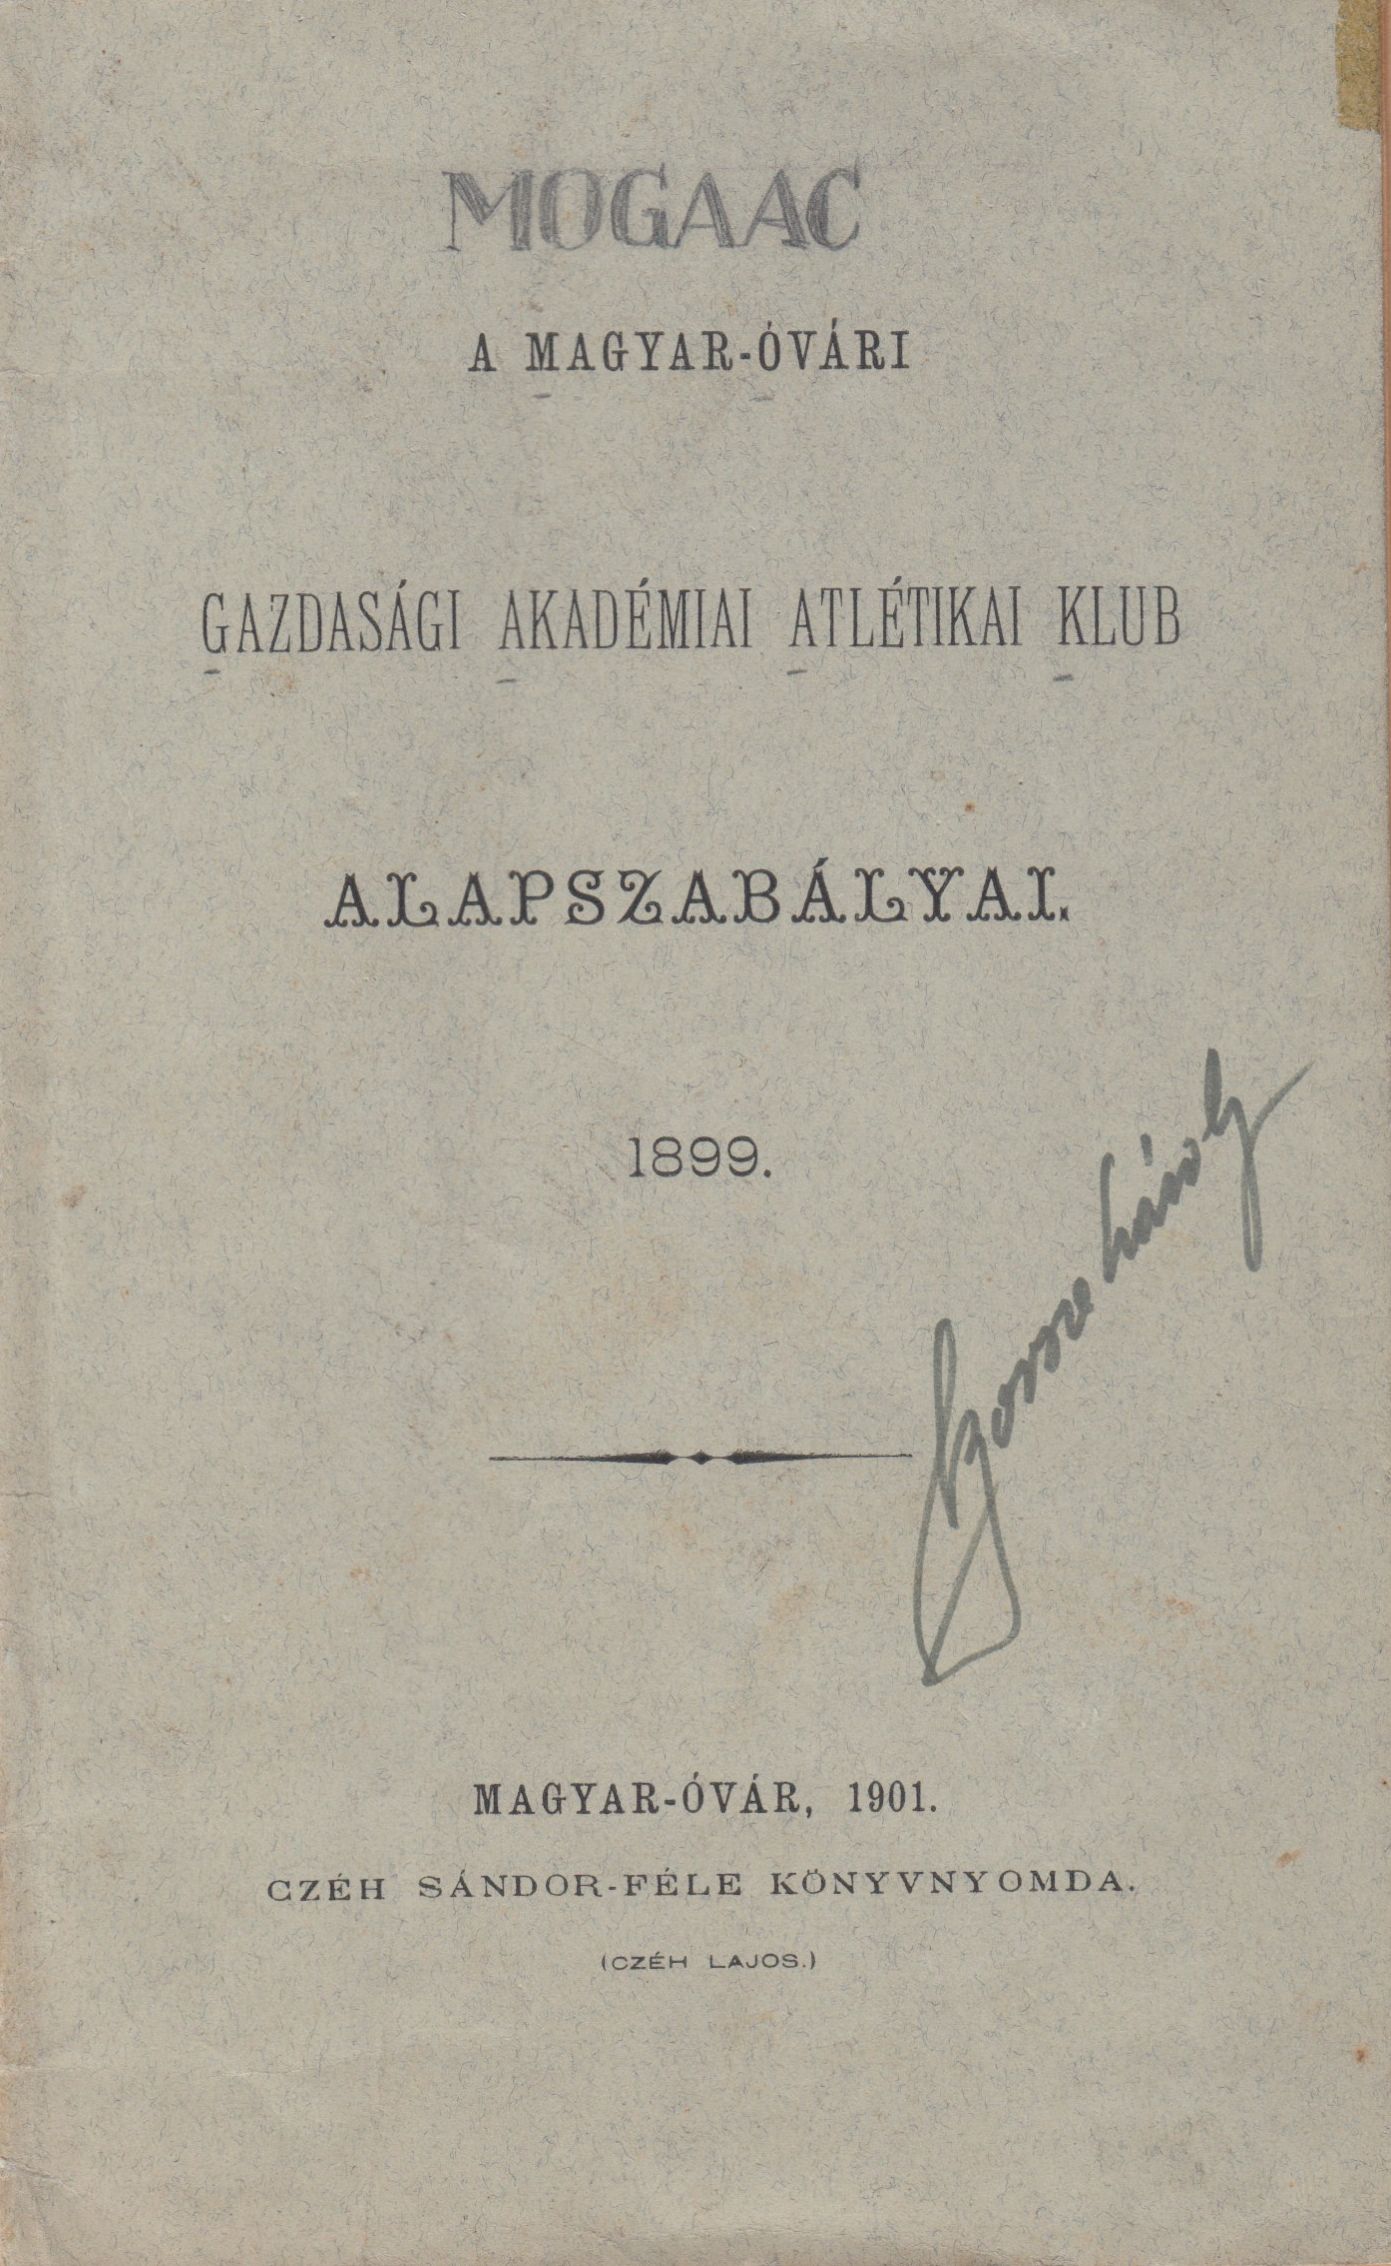 MOGAAC
A MAGYAR-ÓVÁRI
GAZDASÁGI AKADÉMIAI ATLÉTIKAI KLUB
ALAPSZABÁLYAI.
1899.
MAGYAR-ÓVÁR, 1901.
CZÉH SÁNDOR-FÉLE KÖNYVNYOMDA.
(CZÉH LAJOS.)